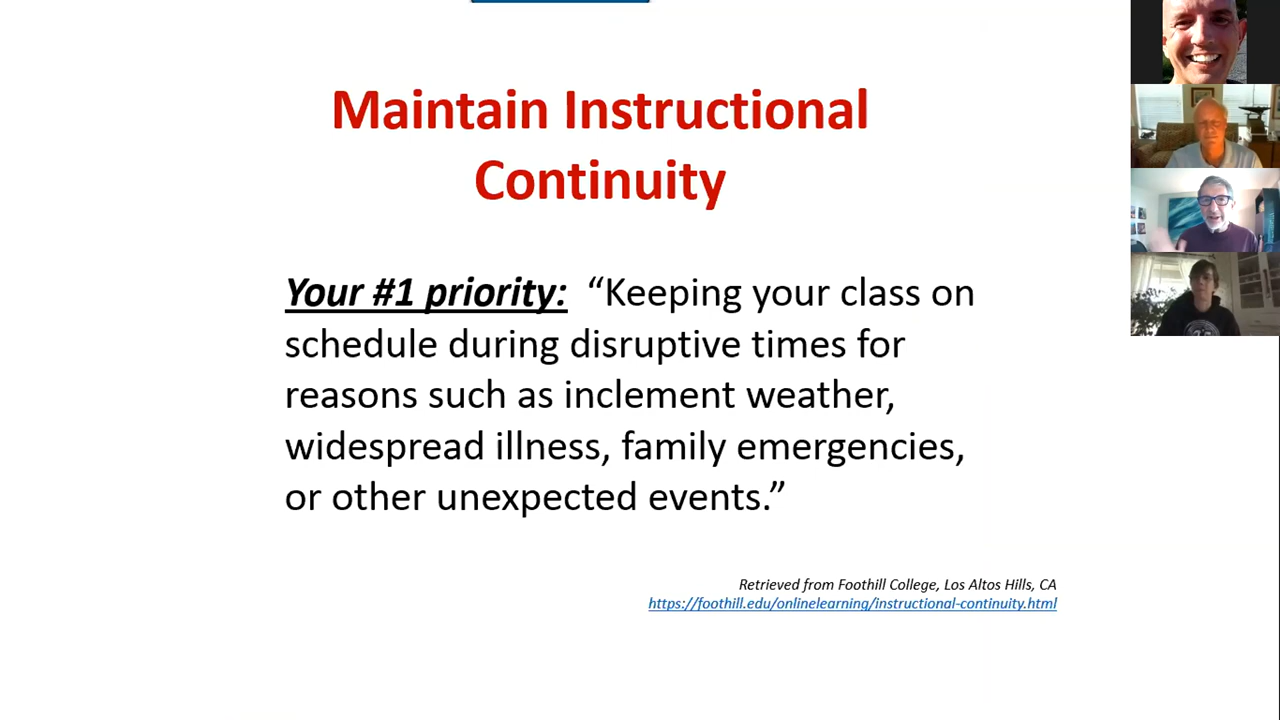 Maintain Instructional
Continuity
Your #1 priority: “Keeping your class on
schedule during disruptive times for
reasons such as inclement weather,
widespread illness, family emergencies,
or other unexpected events.”
Retrieved from Foothill College, Los Altos Hills, CA
https://foothill.edu/onlinelearning/instructional-continuity.html